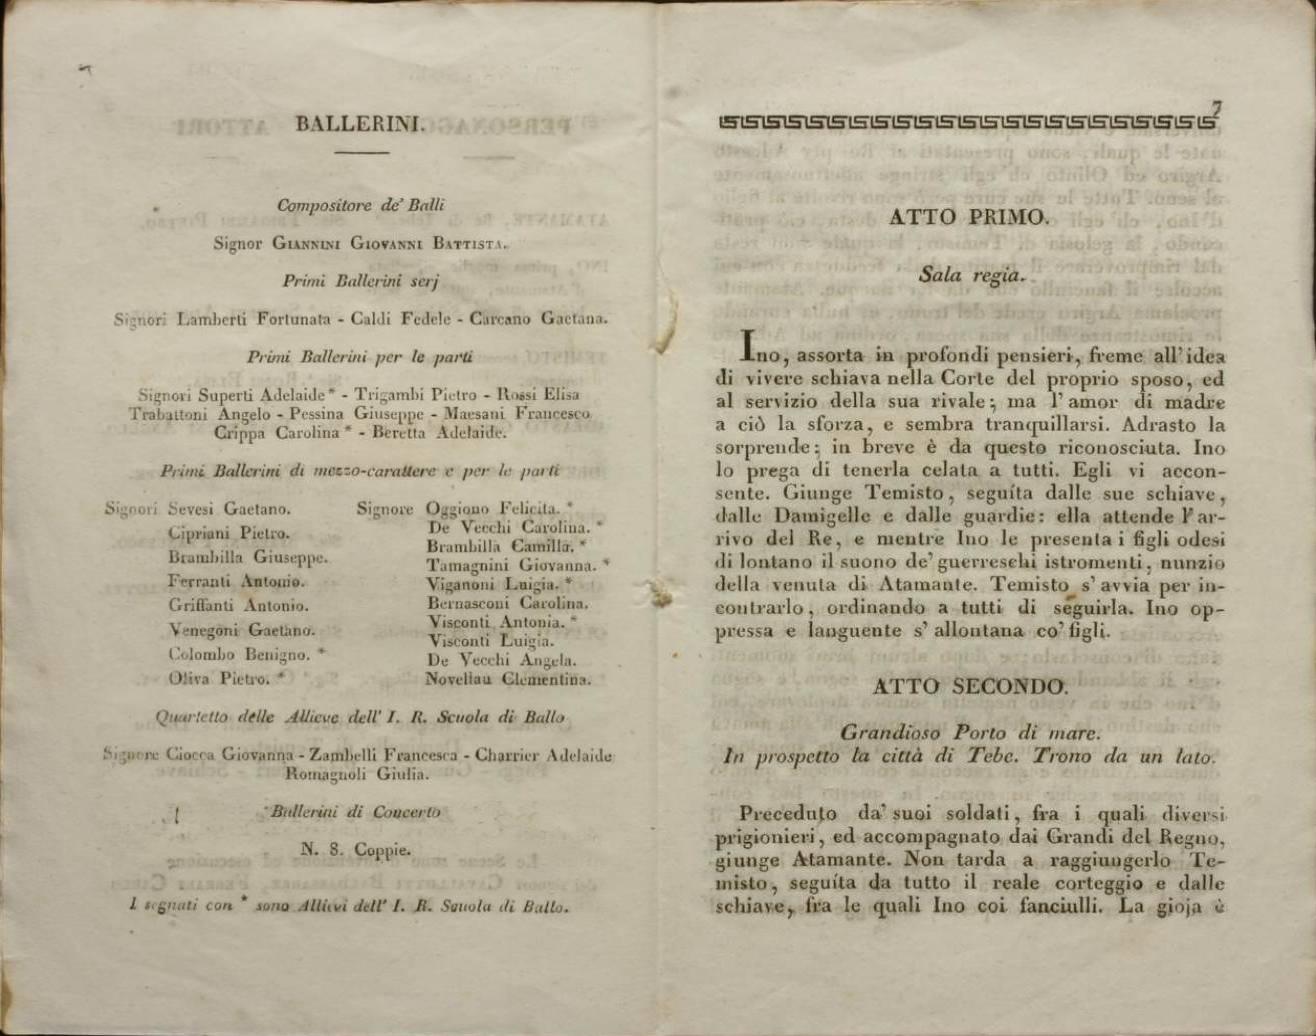 BALLERINI.
Compositore de' Balli
Signor GIANNINI GIOVANNI BATTISTA.
Primi Ballerini serj
Signori Lamberti Fortunata - Caldi Fedele - Carcano Gaetana.
Primi Ballerini per le parti
Signori Superti Adelaide * - Trigambi Pietro - Rossi Elisa
Trabattoni Angelo - Pessina Giuseppe - Maesani Francesco
Crippa Carolina * - Beretta Adelaide.
Primi Ballerini di mezzo-carattere e per le parti
Signori Sevesi Gaetano.
Cipriani Pietro.
Brambilla Giuseppe.
Ferranti Antonio.
Griffanti Antonio.
Venegoni Gaetano.
Colombo Benigno. *
Oliva Pietro. *
Signore Oggiono Felicita. *
De Vecchi Carolina. *
Brambilla Camilla. *
Tamagnini Giovanna. *
Viganoni Luigia. *
Bernasconi Carolina.
Visconti Antonia. *
Visconti Luigia.
De Vecchi Angela.
Novellau Clementina.
Quartetto delle Allieve dell' I. R. Scuola di Ballo
Signore Ciocca Giovanna - Zambelli Francesca - Charrier Adelaide
Romagnoli Giulia.
Ballerini di Concerto
N. 8. Coppie.
I segnati con * sono Allievi dell' I. R. Scuola di Ballo.
7
ATTO PRIMO.
Sala regia.
Ino, assorta in profondi pensieri, freme all' idea
di vivere schiava nella Corte del proprio sposo, ed
al servizio della sua rivale; ma l' amor di madre
a ciò la sforza, e sembra tranquillarsi. Adrasto la
sorprende; in breve è da questo riconosciuta. Ino
lo prega di tenerla celata a tutti. Egli vi accon-
sente. Giunge Temisto, seguíta dalle sue schiave,
dalle Damigelle e dalle guardie: ella attende l' ar-
rivo del Re, e mentre Ino le presenta i figli odesi
di lontano il suono de' guerreschi istromenti, nunzio
della venuta di Atamante. Temisto s' avvia per in-
contrarlo, ordinando a tutti di seguirla. Ino op-
pressa e languente s' allontana co' figli.
ATTO SECONDO.
Grandioso Porto di mare.
In prospetto la città di Tebe. Trono da un lato.
Preceduto da' suoi soldati, fra i quali diversi
prigionieri, ed accompagnato dai Grandi del Regno,
giunge Atamante. Non tarda a raggiungerlo Te-
misto, seguíta da tutto il reale corteggio e dalle
schiave, fra le quali Ino coi fanciulli. La gioja è